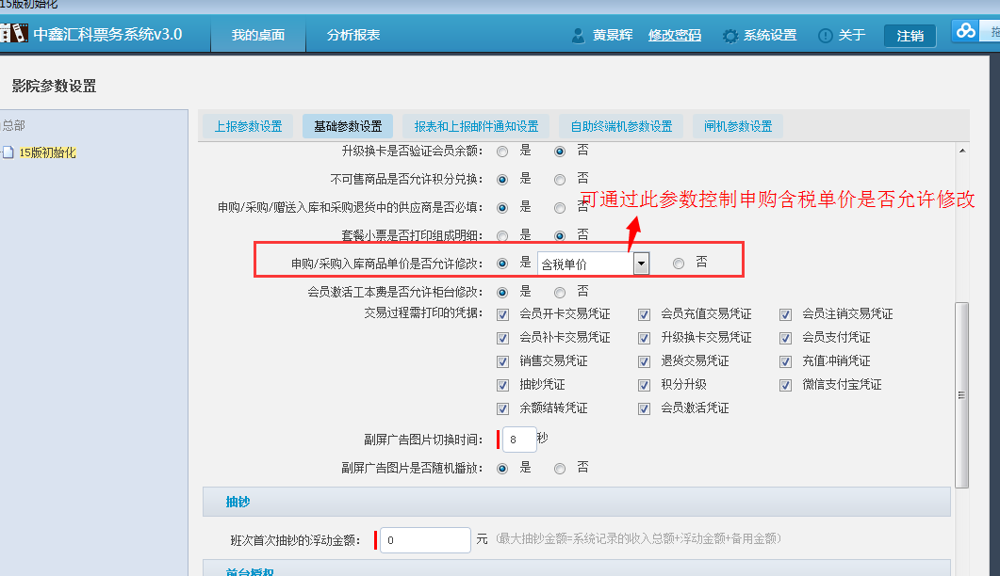 15版初始化
中鑫汇科票务系统v3.0 我的桌面 分析报表 黄景辉 修改密码 系统设置 关于 注销
影院参数设置
总部
15版初始化
上报参数设置 基础参数设置 报表和上报邮件通知设置 自助终端机参数设置 闸机参数设置
升级换卡是否验证会员余额： 是 否
不可售商品是否允许积分兑换： 是 否
申购/采购/赠送入库和采购退货中的供应商是否必填： 是 否
可通过此参数控制申购含税单价是否允许修改
套餐小票是否打印组成明细： 是 否
申购/采购入库商品单价是否允许修改： 是 含税单价 否
会员激活工本费是否允许柜台修改： 是 否
交易过程需打印的凭据： 会员开卡交易凭证 会员充值交易凭证 会员注销交易凭证
会员补卡交易凭证 升级换卡交易凭证 会员支付凭证
销售交易凭证 退货交易凭证 充值冲销凭证
抽钞凭证 积分升级 微信支付宝凭证
余额结转凭证 会员激活凭证
副屏广告图片切换时间： 8 秒
副屏广告图片是否随机播放： 是 否
抽钞
班次首次抽钞的浮动金额： 0 元 (最大抽钞金额=系统记录的收入总额+浮动金额+备用金额)
前台授权